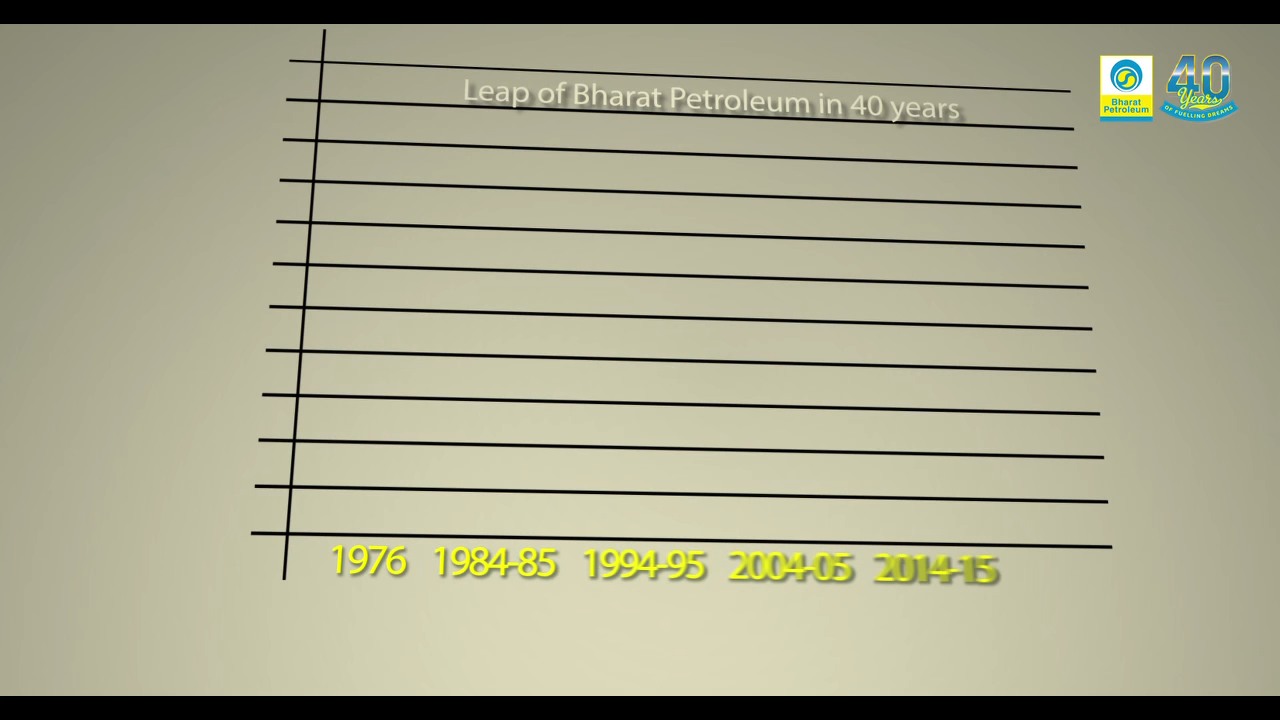 Leap of Bharat Petroleum in 40 years
Bharat
Petroleum
40
Years
OF FUELLING DREAMS
1976 1984-85 1994-95 2004-05 2014-15